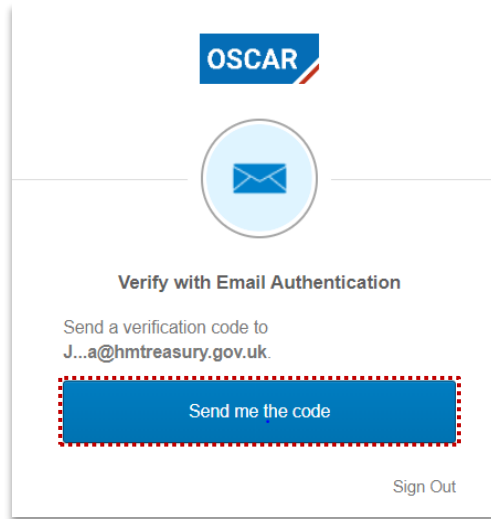 OSCAR
Verify with Email Authentication
Send a verification code to
J...a@hmtreasury.gov.uk.
Send me the code
Sign Out